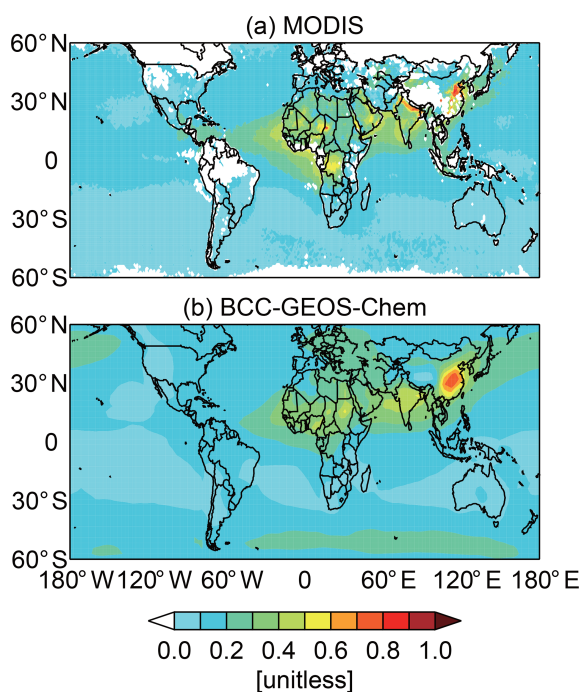 (a) MODIS
60° N
30° N
0
30° S
60° S
(b) BCC-GEOS-Chem
60° N
30° N
0
30° S
60° S
180° W 120° W 60° W 0 60° E 120° E 180° E
0.0 0.2 0.4 0.6 0.8 1.0
[unitless]